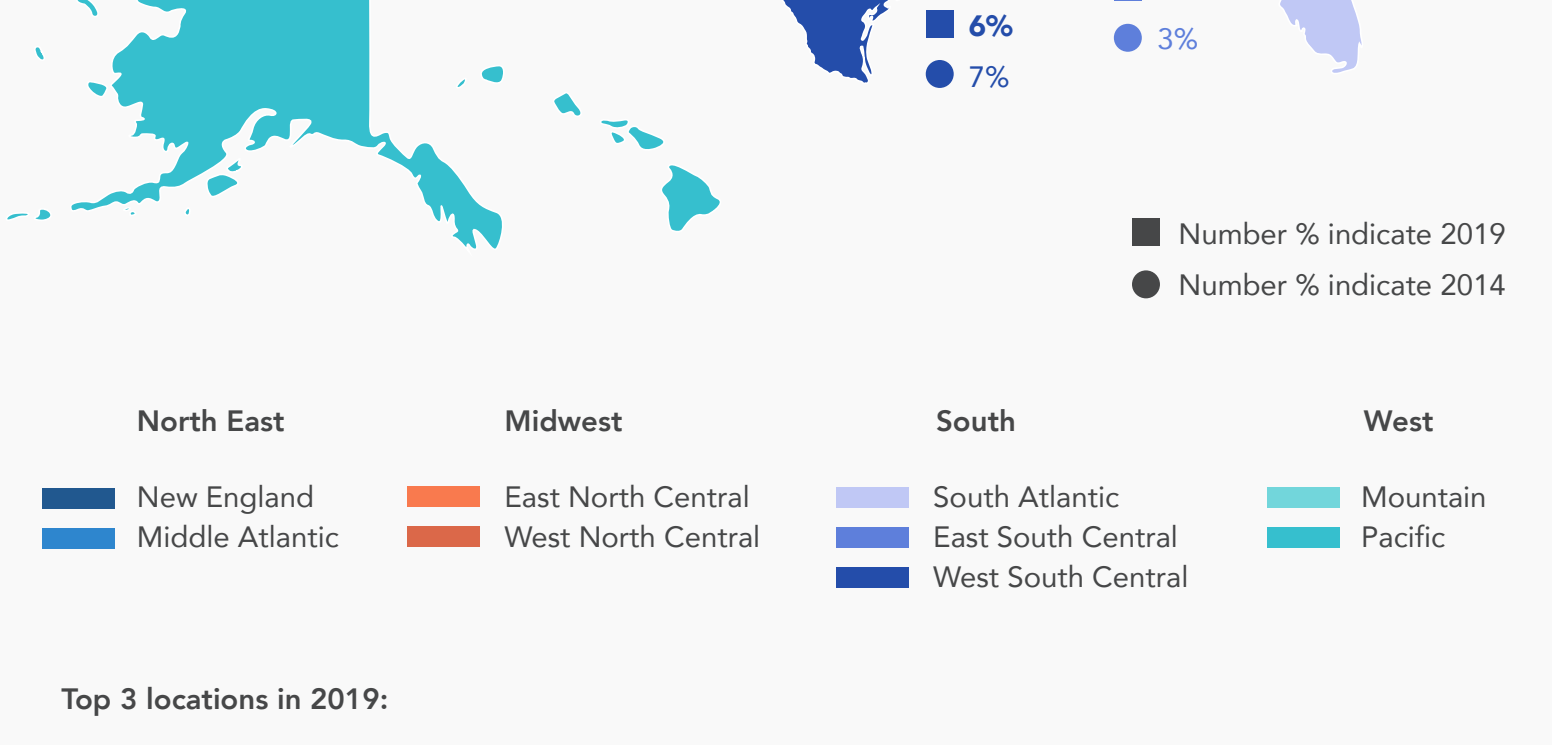 6%
7%
3%
Number % indicate 2019
Number % indicate 2014
North East
New England
Middle Atlantic
Midwest
East North Central
West North Central
South
South Atlantic
East South Central
West South Central
West
Mountain
Pacific
Top 3 locations in 2019: